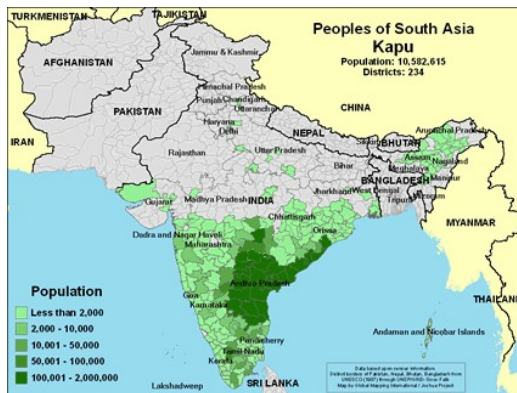 TURKMENISTAN
TAJIKISTAN
Peoples of South Asia
Kapu
Population: 10,582,615
Districts: 234
AFGHANISTAN
Jammu & Kashmir
CHINA
Himachal Pradesh
Punjab
Chandigarh
Uttaranchal
PAKISTAN
Haryana
Delhi
IRAN
NEPAL
BHUTAN
Arunachal Pradesh
Rajasthan
Uttar Pradesh
Assam
Nagaland
Bihar
Meghalaya
BANGLADESH
Manipur
Gujarat
Madhya Pradesh
INDIA
Jharkhand
West Bengal
Tripura
Mizoram
Chhattisgarh
MYANMAR
Dadra and Nagar Haveli
Maharashtra
Orissa
Population
Less than 2,000
2,000 - 10,000
10,001 - 50,000
50,001 - 100,000
100,001 - 2,000,000
Andhra Pradesh
Goa
Karnataka
THAILAND
Pondicherry
Andaman and Nicobar Islands
Tamil Nadu
Kerala
Lakshadweep
SRI LANKA